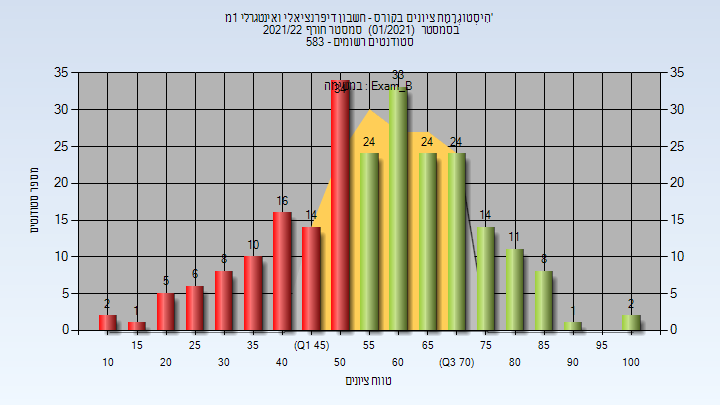 הִיסְטוֹגְרָמַת ציונים בקורס - חשבון דיפרנציאלי ואינטגרלי 1מ'
בסמסטר (01/2021) סמסטר חורף 2021/22
סטודנטים רשומים - 583
במבחן : Exam_B
מספר סטודנטים
35 35
30 30
25 25
20 20
15 15
10 10
5 5
0 0
2 1 5 6 8 10 16 14 34 24 33 24 24 14 11 8 1 2
15 25 35 (Q1 45) 55 65 75 85 95
10 20 30 40 50 60 (Q3 70) 80 90 100
טווח ציונים